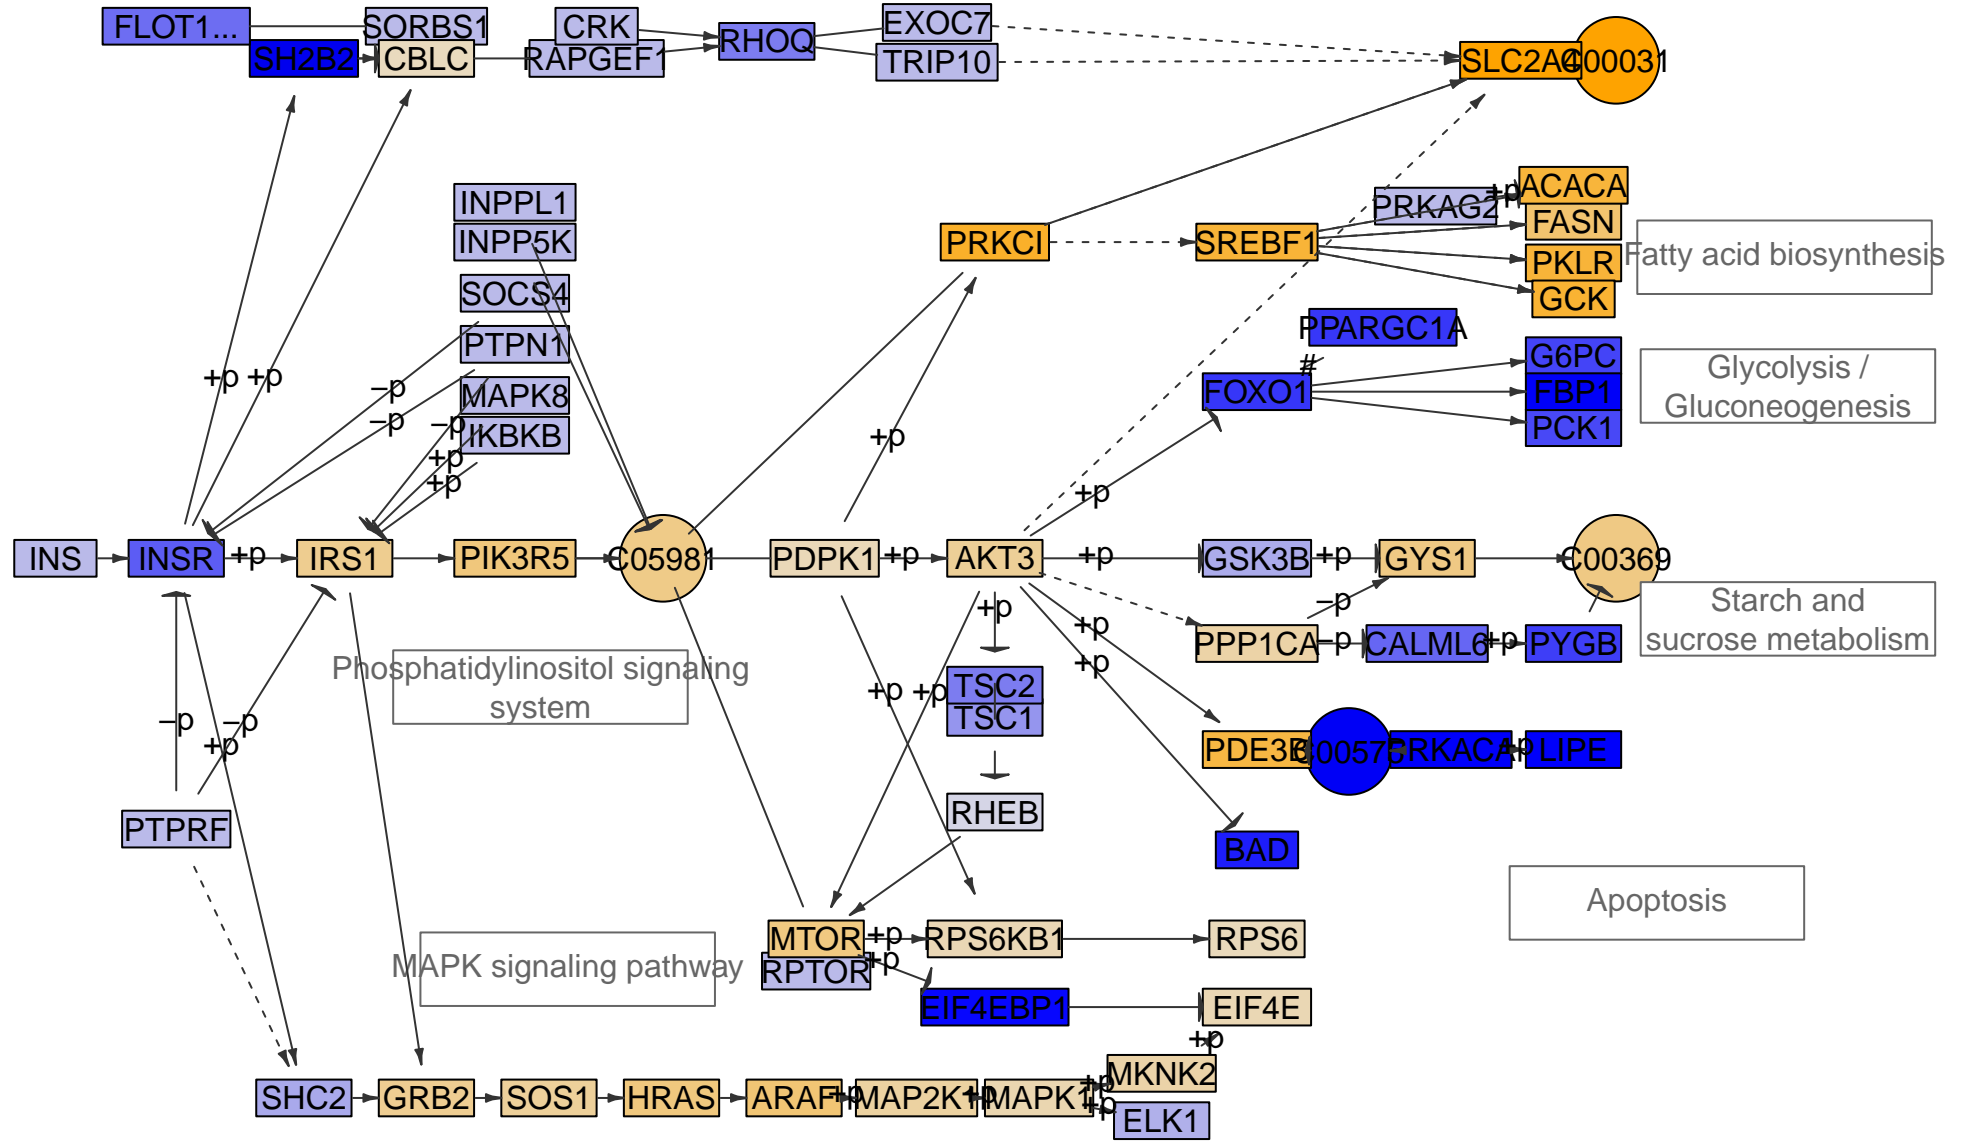 FLOT1...
SORBS1
CRK
EXOC7
RHOQ
SH2B2
CBLC
RAPGEF1
TRIP10
SLC2A4
C00031
INPPL1
INPP5K
PRKCI
SREBF1
PRKAG2
+p
ACACA
FASN
PKLR
GCK
Fatty acid biosynthesis
SOCS4
PTPN1
MAPK8
IKBKB
PPARGC1A
#
FOXO1
G6PC
FBP1
PCK1
Glycolysis /
Gluconeogenesis
+p
+p
−p
−p
−p
+p
+p
+p
+p
INS
INSR
+p
IRS1
PIK3R5
C05981
PDPK1
+p
AKT3
+p
GSK3B
+p
GYS1
C00369
−p
+p
+p
+p
PPP1CA
−p
CALML6
+p
PYGB
Starch and
sucrose metabolism
Phosphatidylinositol signaling
system
+p
+p
TSC2
TSC1
−p
−p
+p
PDE3B
C00575
PRKACA
+p
LIPE
PTPRF
RHEB
BAD
Apoptosis
MTOR
+p
RPS6KB1
RPS6
MAPK signaling pathway
RPTOR
+p
EIF4EBP1
EIF4E
+p
SHC2
GRB2
SOS1
HRAS
ARAF
+p
MAP2K1
+p
MAPK1
+p
+p
MKNK2
ELK1